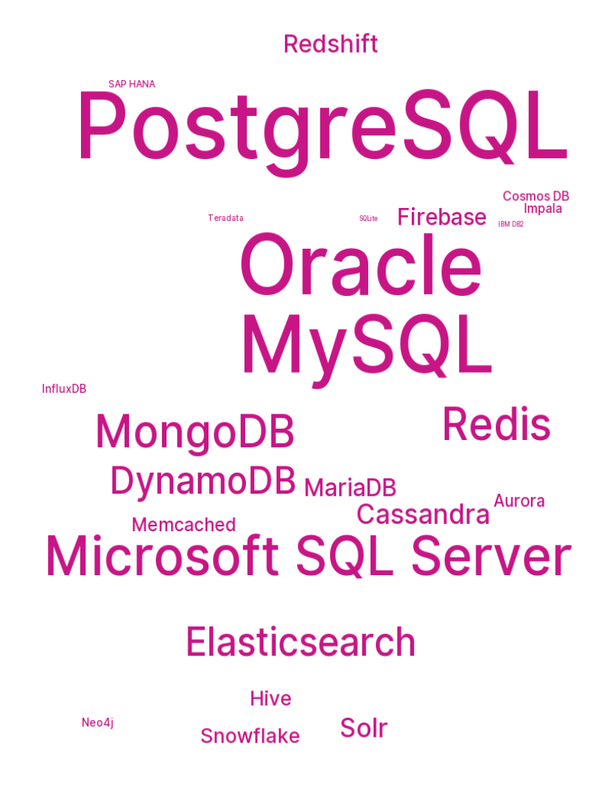 Redshift
SAP HANA
PostgreSQL
Cosmos DB
Impala
Teradata
SQLite
Firebase
IBM DB2
Oracle
MySQL
InfluxDB
MongoDB
Redis
DynamoDB
MariaDB
Aurora
Cassandra
Memcached
Microsoft SQL Server
Elasticsearch
Hive
Neo4j
Solr
Snowflake